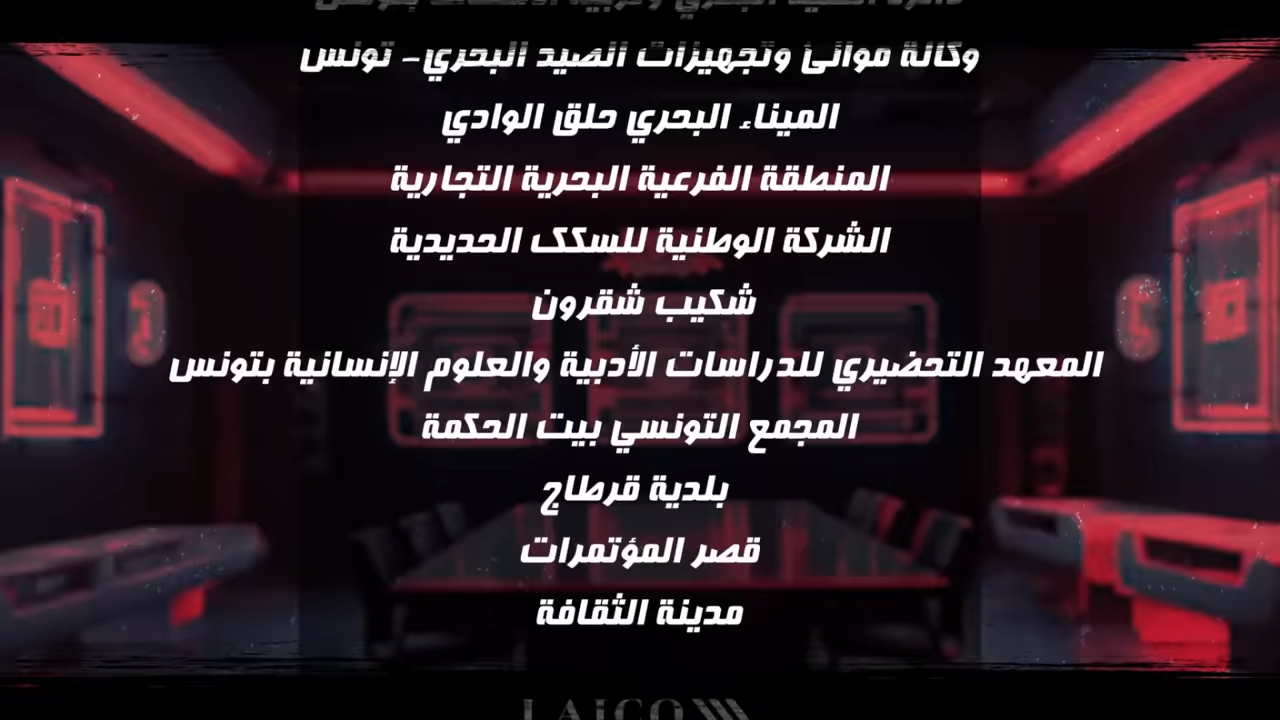 وكالة موانئ وتجهيزات الصيد البحري- تونس
الميناء البحري حلق الوادي
المنطقة الفرعية البحرية التجارية
الشركة الوطنية للسكك الحديدية
شكيب شقرون
المعهد التحضيري للدراسات الأدبية والعلوم الإنسانية بتونس
المجمع التونسي بيت الحكمة
بلدية قرطاج
قصر المؤتمرات
مدينة الثقافة
LAICO